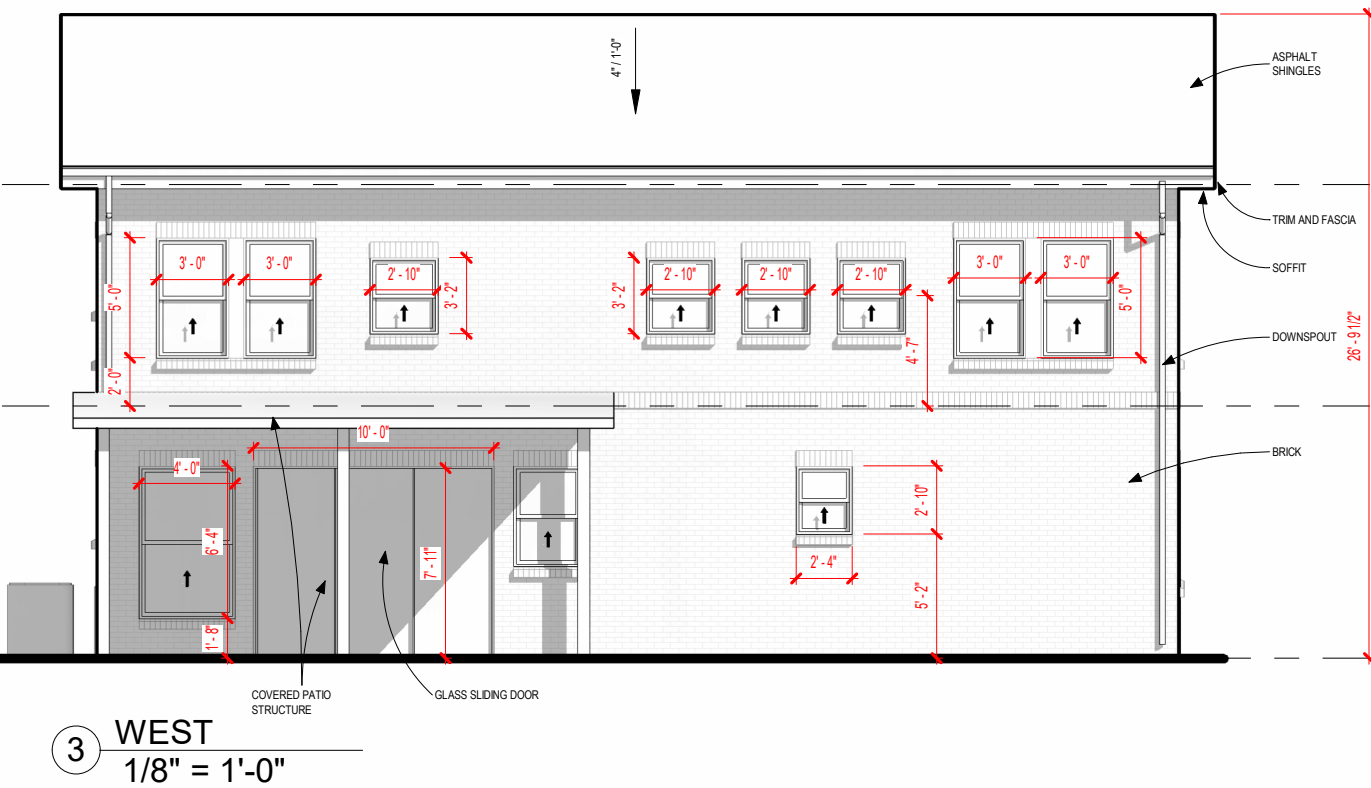 4" / 1'-0"
ASPHALT
SHINGLES
TRIM AND FASCIA
SOFFIT
DOWNSPOUT
BRICK
26' - 9 1/2"
3' - 0"
3' - 0"
5' - 0"
2' - 0"
2' - 10"
3' - 2"
3' - 2"
2' - 10"
2' - 10"
2' - 10"
4' - 7"
3' - 0"
3' - 0"
5' - 0"
10' - 0"
4' - 0"
6' - 4"
1' - 8"
7' - 11"
2' - 10"
2' - 4"
5' - 2"
COVERED PATIO
STRUCTURE
GLASS SLIDING DOOR
3
WEST
1/8" = 1'-0"